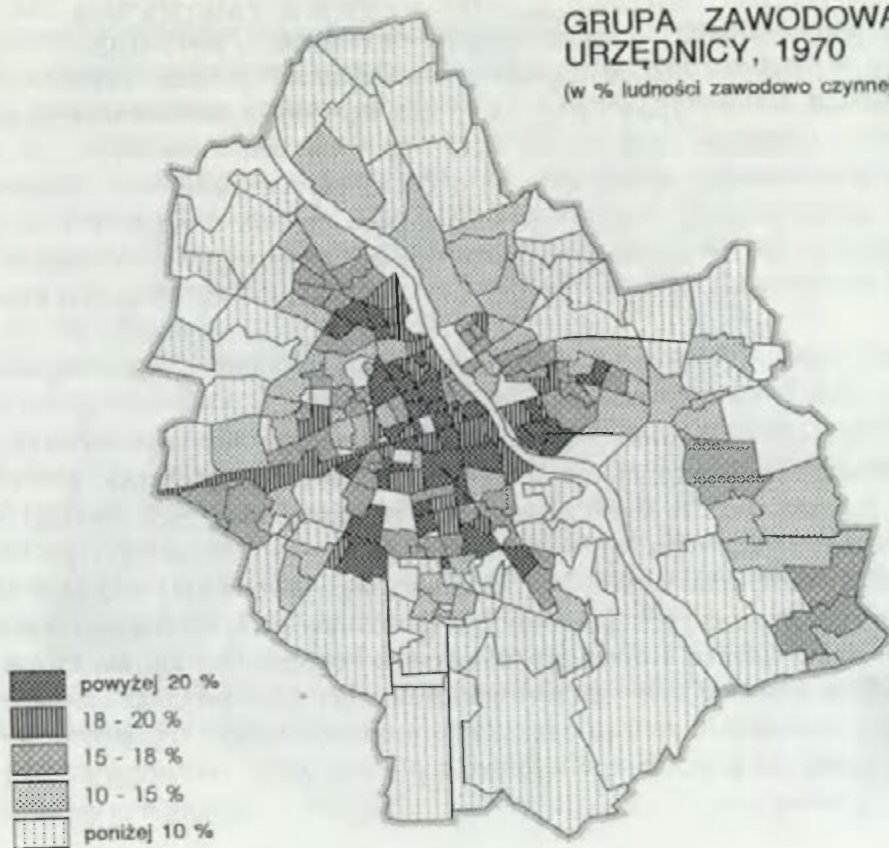 GRUPA ZAWODOWA
URZĘDNICY, 1970
(w % ludności zawodowo czynne
powyżej 20 %
18 - 20 %
15 - 18 %
10 - 15 %
poniżej 10 %